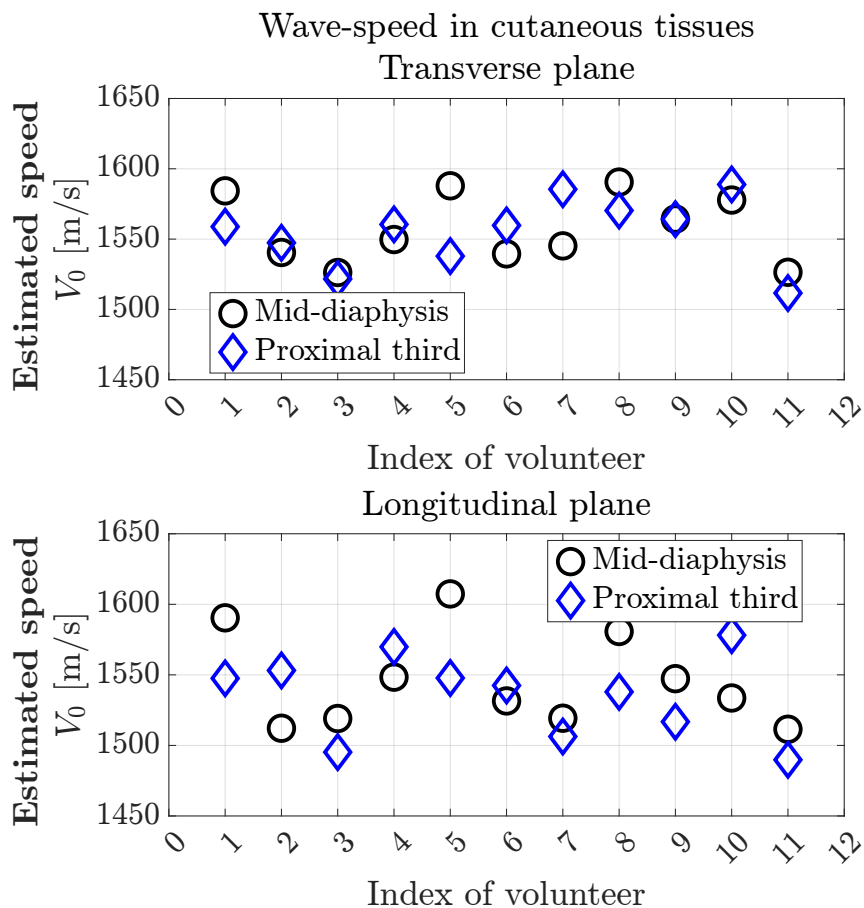 Wave-speed in cutaneous tissues
Transverse plane
1650
1600
1550
1500
1450
Estimated speed
V₀ [m/s]
Mid-diaphysis
Proximal third
0 1 2 3 4 5 6 7 8 9 10 11 12
Index of volunteer
Longitudinal plane
1650
1600
1550
1500
1450
Estimated speed
V₀ [m/s]
Mid-diaphysis
Proximal third
0 1 2 3 4 5 6 7 8 9 10 11 12
Index of volunteer